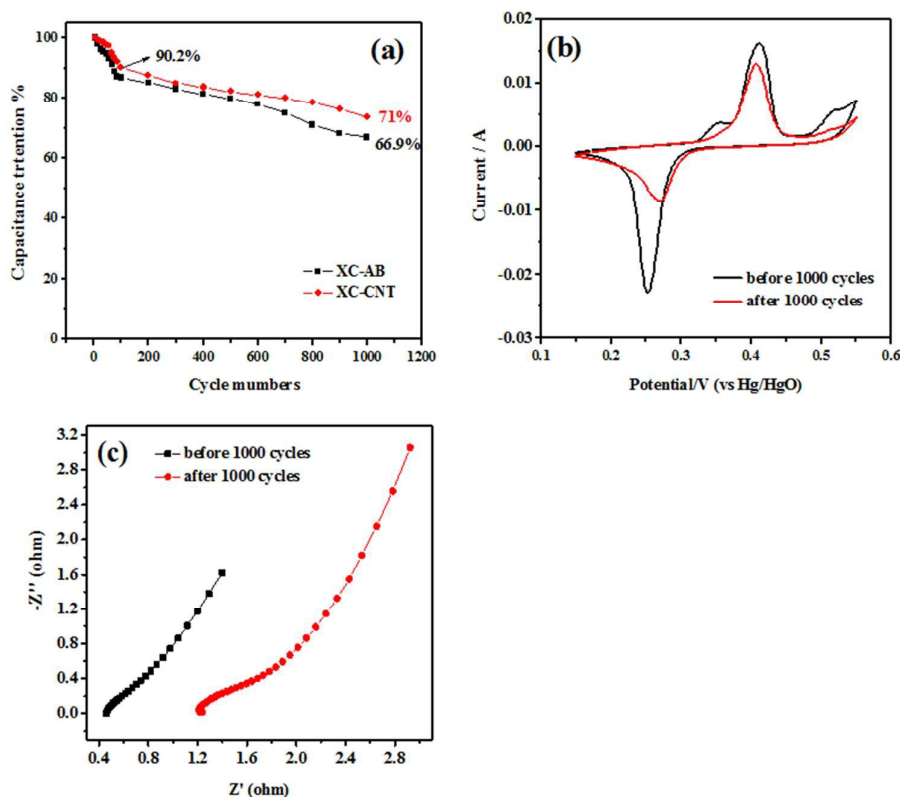 (a)
100
80
60
40
20
0
Capacitance trtention %
90.2%
71%
66.9%
XC-AB
XC-CNT
0 200 400 600 800 1000 1200
Cycle mumbers
(b)
0.02
0.01
0.00
-0.01
-0.02
-0.03
Current / A
before 1000 cycles
after 1000 cycles
0.1 0.2 0.3 0.4 0.5 0.6
Potential/V (vs Hg/HgO)
(c)
3.2
2.8
2.4
2.0
1.6
1.2
0.8
0.4
0.0
-Z'' (ohm)
before 1000 cycles
after 1000 cycles
0.4 0.8 1.2 1.6 2.0 2.4 2.8
Z' (ohm)